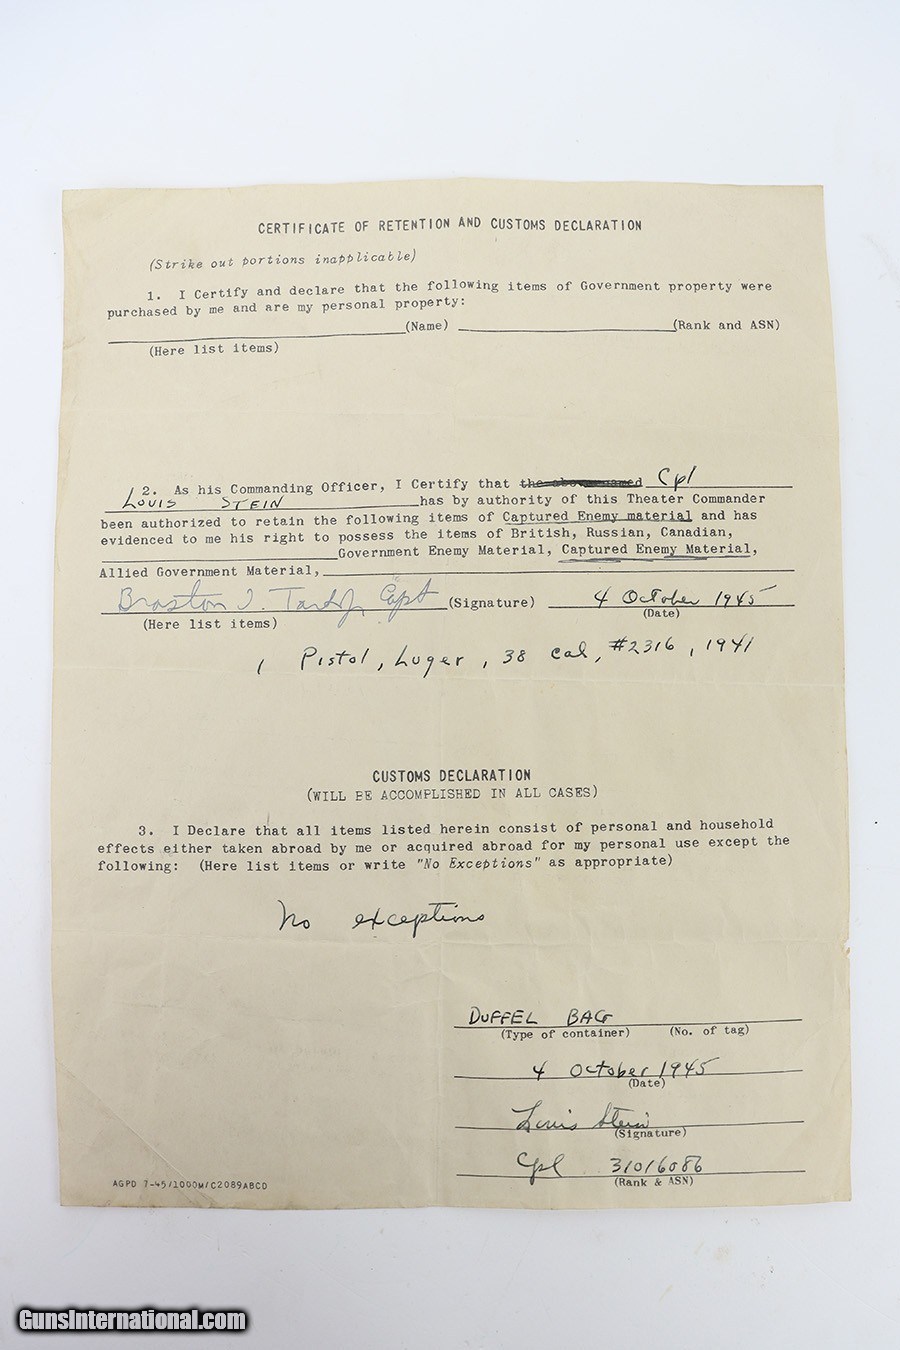 CERTIFICATE OF RETENTION AND CUSTOMS DECLARATION
(Strike out portions inapplicable)
1. I Certify and declare that the following items of Government property were
purchased by me and are my personal property:
(Name) (Rank and ASN)
(Here list items)
2. As his Commanding Officer, I Certify that the above named Cpl
LOUIS STEIN has by authority of this Theater Commander
been authorized to retain the following items of Captured Enemy material and has
evidenced to me his right to possess the items of British, Russian, Canadian,
Government Enemy Material, Captured Enemy Material,
Allied Government Material,
Capt (Signature) 4 October 1945
(Date)
(Here list items)
1 Pistol, Luger, 38 cal, #2316, 1941
CUSTOMS DECLARATION
(WILL BE ACCOMPLISHED IN ALL CASES)
3. I Declare that all items listed herein consist of personal and household
effects either taken abroad by me or acquired abroad for my personal use except the
following: (Here list items or write "No Exceptions" as appropriate)
No exceptions
DUFFEL BAG
(Type of container) (No. of tag)
4 October 1945
(Date)
Louis Stein
(Signature)
Cpl 31016086
(Rank & ASN)
AGPD 7-45/1000M/C2089ABCD
GunsInternational.com